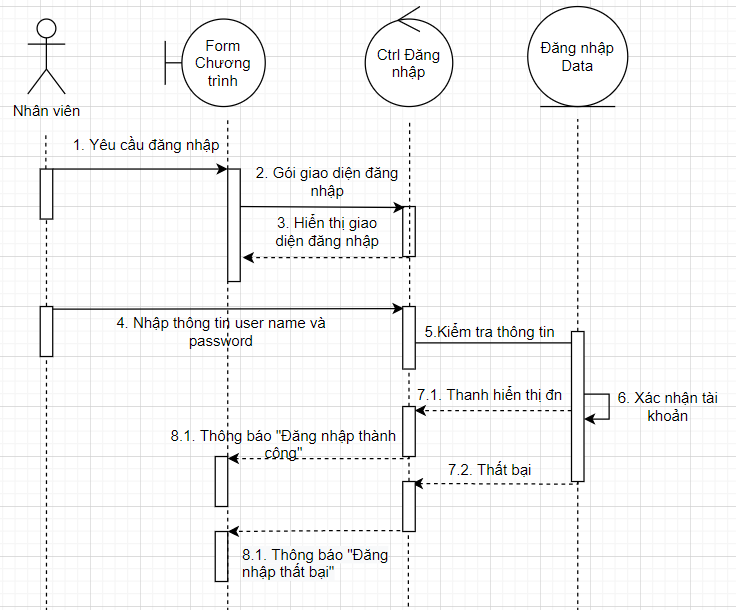 Form
Chương
trình
Ctrl Đăng
nhập
Đăng nhập
Data
Nhân viên
1. Yêu cầu đăng nhập
2. Gói giao diện đăng
nhập
3. Hiển thị giao
diện đăng nhập
4. Nhập thông tin user name và
password
5.Kiểm tra thông tin
6. Xác nhận tài
khoản
7.1. Thanh hiển thị đn
8.1. Thông báo "Đăng nhập thành
công"
7.2. Thất bại
8.1. Thông báo "Đăng
nhập thất bại"